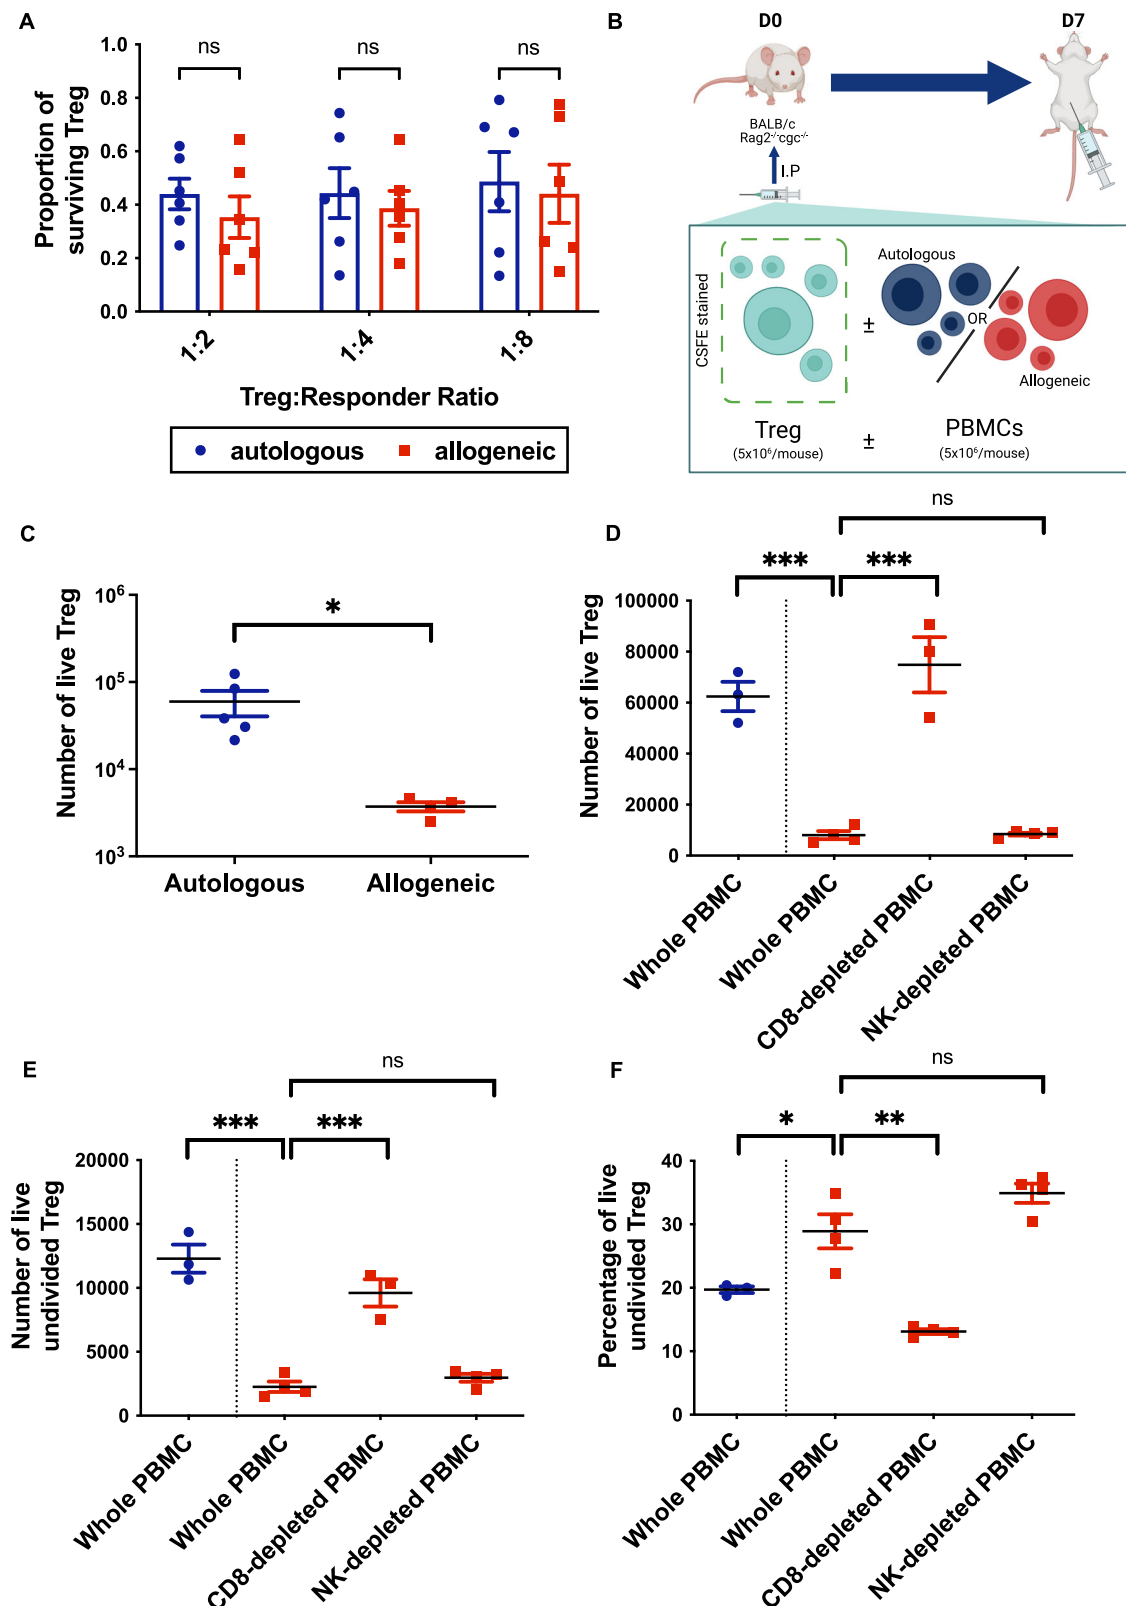 A
1.0
0.8
0.6
0.4
0.2
0.0
Proportion of
surviving Treg
ns
ns
ns
1:2
1:4
1:8
Treg:Responder Ratio
autologous
allogeneic
B
D0
D7
BALB/c
Rag2⁻/⁻cgc⁻/⁻
I.P
CSFE stained
Autologous
OR
Allogeneic
±
Treg
±
PBMCs
(5x10⁶/mouse)
(5x10⁶/mouse)
C
Number of live Treg
10⁶
10⁵
10⁴
10³
*
Autologous
Allogeneic
D
Number of live Treg
100000
80000
60000
40000
20000
0
ns
***
***
Whole PBMC
Whole PBMC
CD8-depleted PBMC
NK-depleted PBMC
E
Number of live
undivided Treg
20000
15000
10000
5000
0
ns
***
***
Whole PBMC
Whole PBMC
CD8-depleted PBMC
NK-depleted PBMC
F
Percentage of live
undivided Treg
40
30
20
10
0
ns
*
**
Whole PBMC
Whole PBMC
CD8-depleted PBMC
NK-depleted PBMC